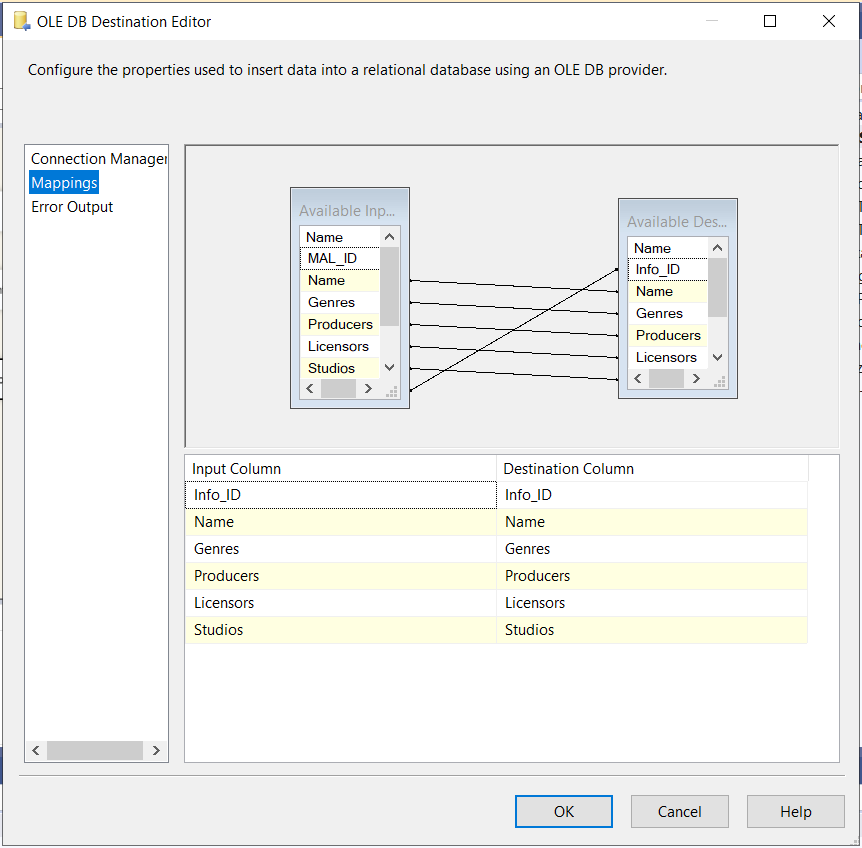 OLE DB Destination Editor
Configure the properties used to insert data into a relational database using an OLE DB provider.
Connection Manager
Mappings
Error Output
Available Inp...
Name
MAL_ID
Name
Genres
Producers
Licensors
Studios
Available Des...
Name
Info_ID
Name
Genres
Producers
Licensors
Input Column Destination Column
Info_ID Info_ID
Name Name
Genres Genres
Producers Producers
Licensors Licensors
Studios Studios
OK Cancel Help